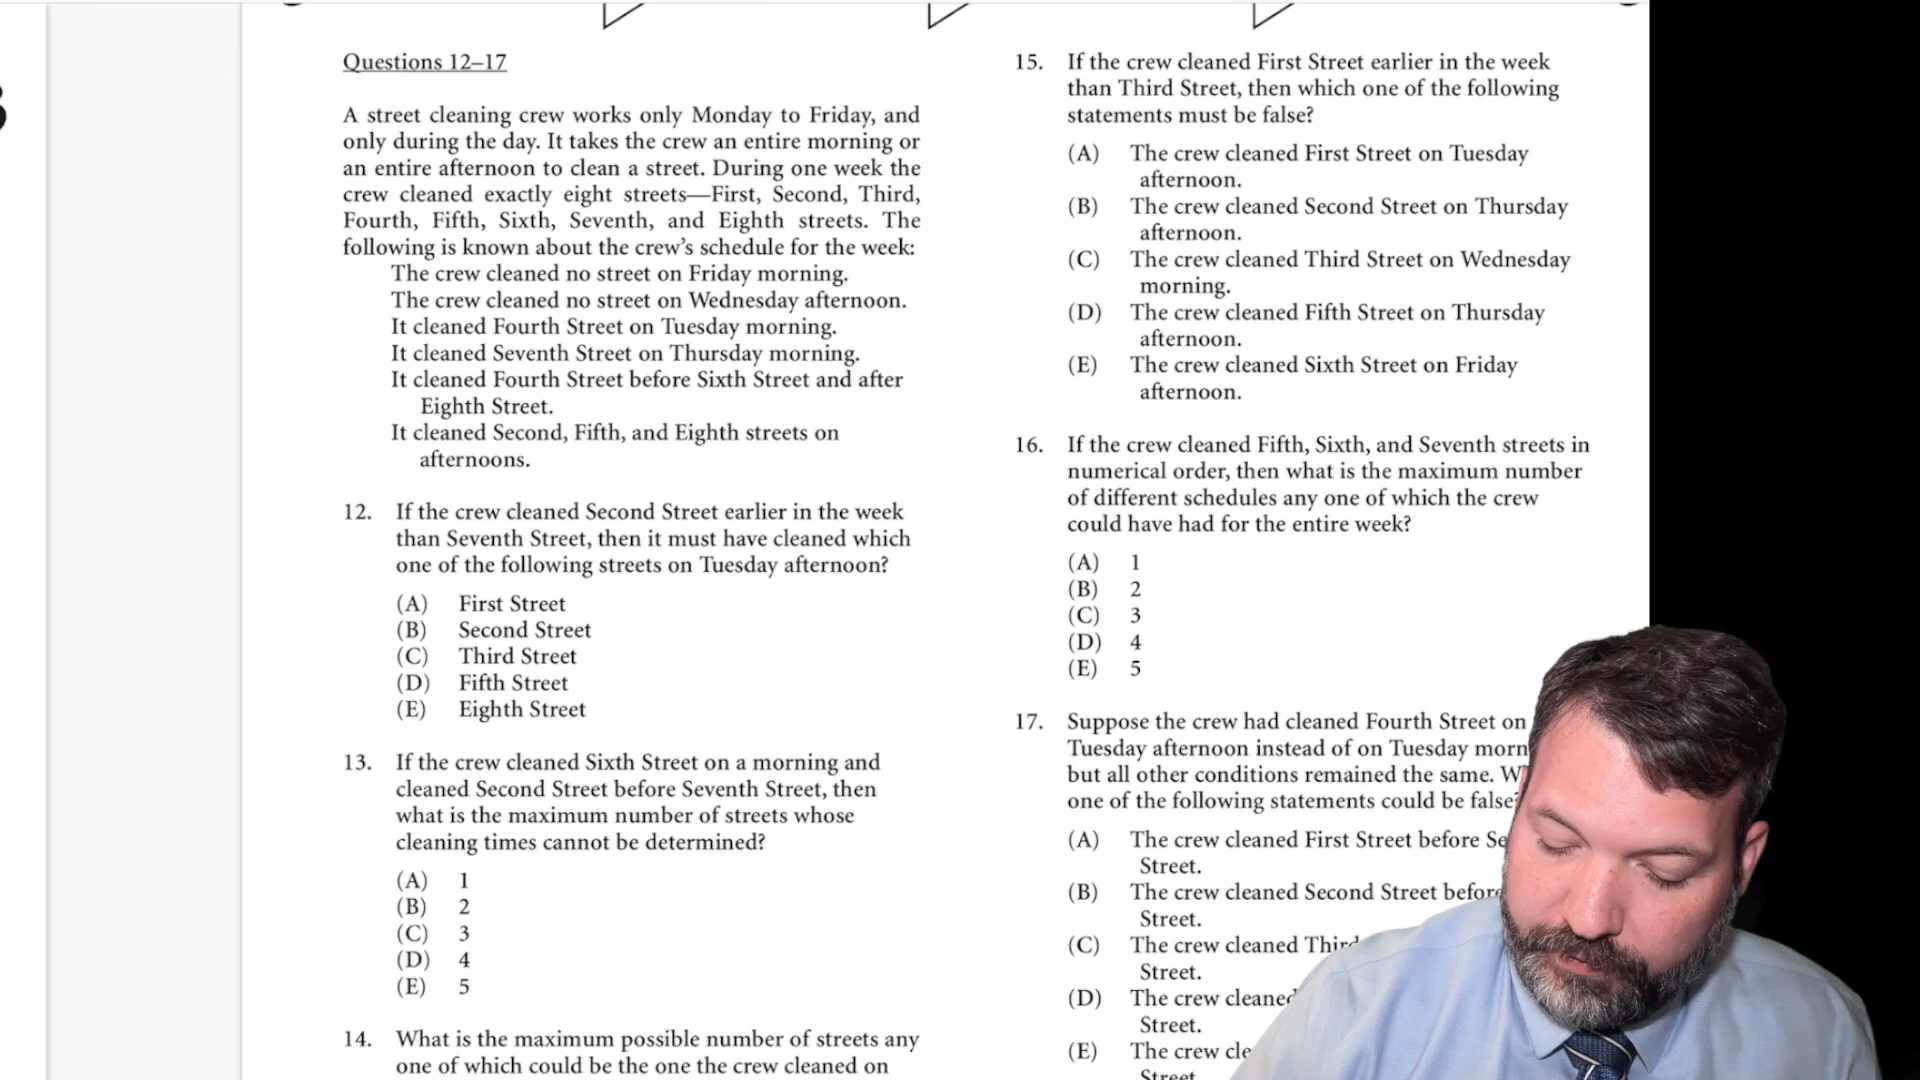 Questions 12–17
A street cleaning crew works only Monday to Friday, and
only during the day. It takes the crew an entire morning or
an entire afternoon to clean a street. During one week the
crew cleaned exactly eight streets—First, Second, Third,
Fourth, Fifth, Sixth, Seventh, and Eighth streets. The
following is known about the crew's schedule for the week:
The crew cleaned no street on Friday morning.
The crew cleaned no street on Wednesday afternoon.
It cleaned Fourth Street on Tuesday morning.
It cleaned Seventh Street on Thursday morning.
It cleaned Fourth Street before Sixth Street and after
Eighth Street.
It cleaned Second, Fifth, and Eighth streets on
afternoons.
12. If the crew cleaned Second Street earlier in the week
than Seventh Street, then it must have cleaned which
one of the following streets on Tuesday afternoon?
(A) First Street
(B) Second Street
(C) Third Street
(D) Fifth Street
(E) Eighth Street
13. If the crew cleaned Sixth Street on a morning and
cleaned Second Street before Seventh Street, then
what is the maximum number of streets whose
cleaning times cannot be determined?
(A) 1
(B) 2
(C) 3
(D) 4
(E) 5
14. What is the maximum possible number of streets any
one of which could be the one the crew cleaned on
15. If the crew cleaned First Street earlier in the week
than Third Street, then which one of the following
statements must be false?
(A) The crew cleaned First Street on Tuesday
afternoon.
(B) The crew cleaned Second Street on Thursday
afternoon.
(C) The crew cleaned Third Street on Wednesday
morning.
(D) The crew cleaned Fifth Street on Thursday
afternoon.
(E) The crew cleaned Sixth Street on Friday
afternoon.
16. If the crew cleaned Fifth, Sixth, and Seventh streets in
numerical order, then what is the maximum number
of different schedules any one of which the crew
could have had for the entire week?
(A) 1
(B) 2
(C) 3
(D) 4
(E) 5
17. Suppose the crew had cleaned Fourth Street on
Tuesday afternoon instead of on Tuesday
but all other conditions remained the same.
one of the following statements could be false
(A) The crew cleaned First Street before
Street.
(B) The crew cleaned Second Street
Street.
(C) The crew cleaned
Street.
(D) The crew
Street.
(E) The crew